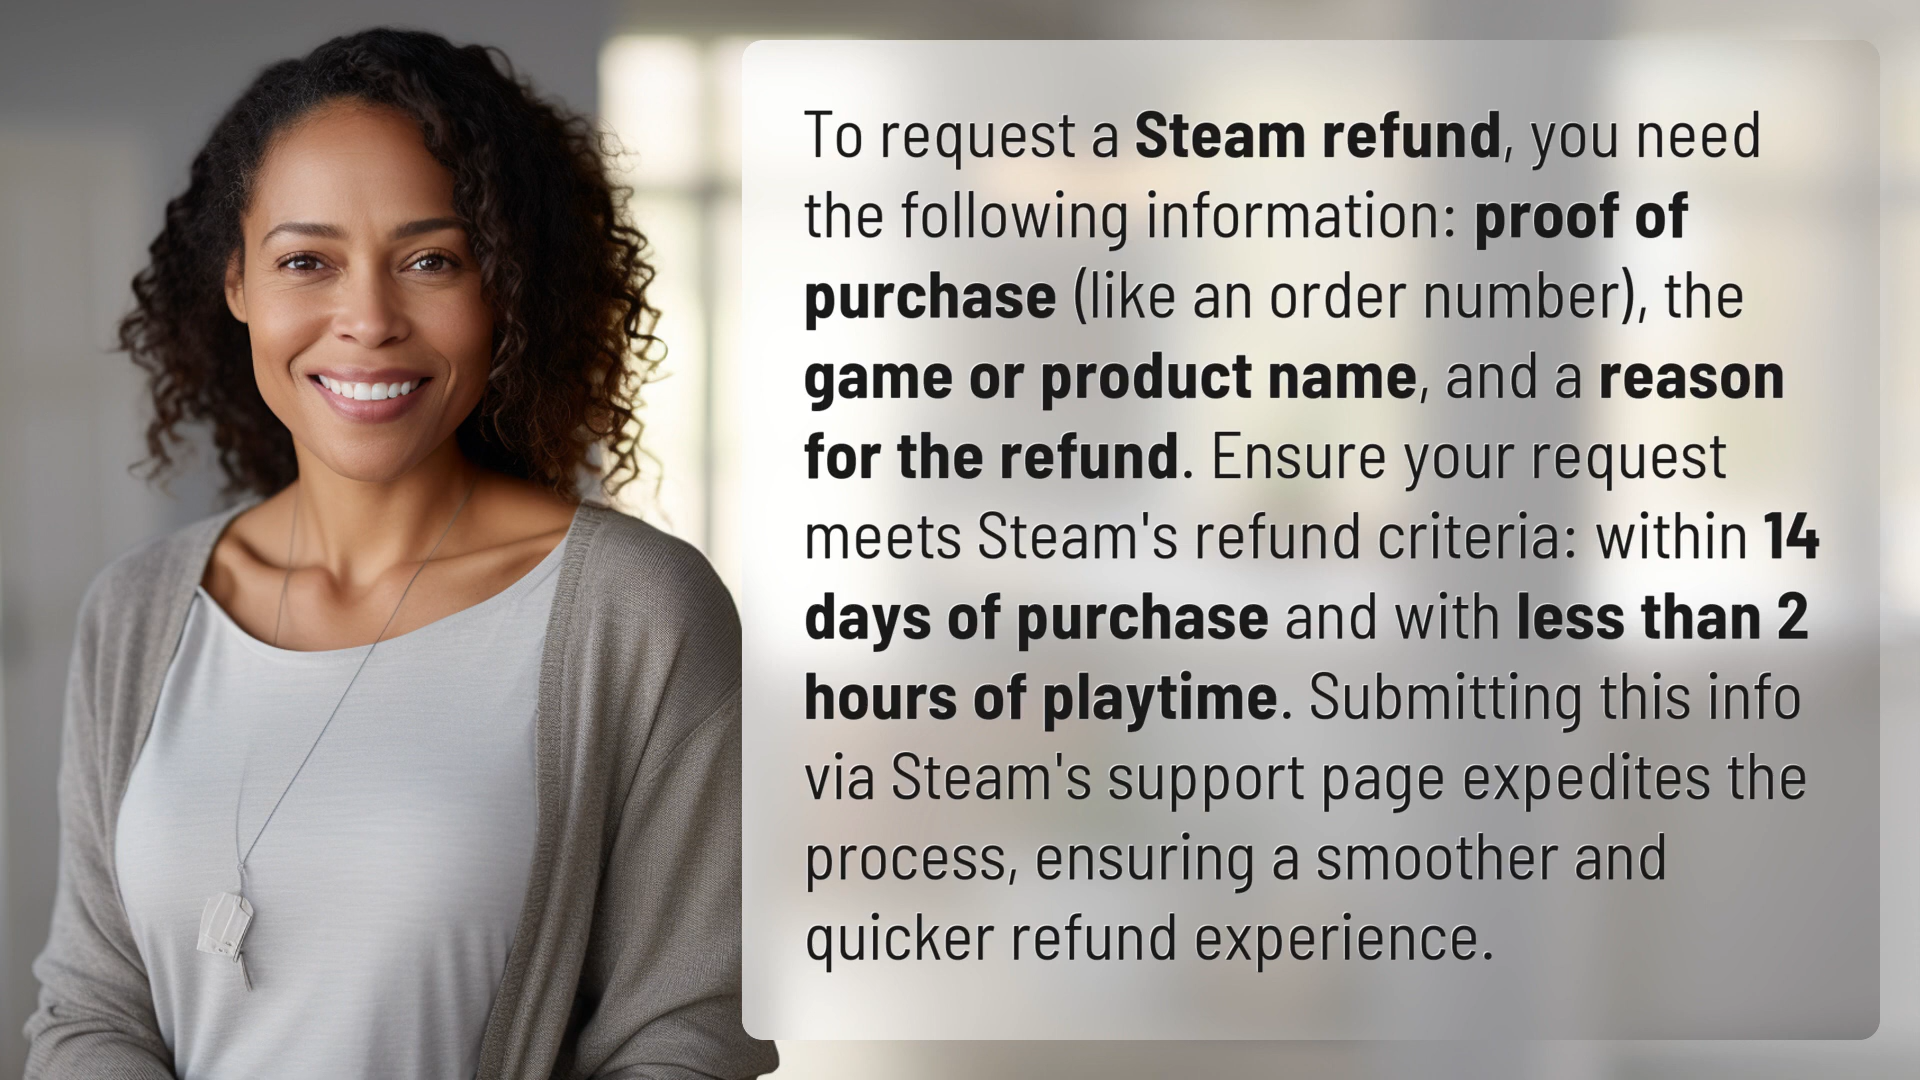 To request a Steam refund, you need
the following information: proof of
purchase (like an order number), the
game or product name, and a reason
for the refund. Ensure your request
meets Steam's refund criteria: within 14
days of purchase and with less than 2
hours of playtime. Submitting this info
via Steam's support page expedites the
process, ensuring a smoother and
quicker refund experience.